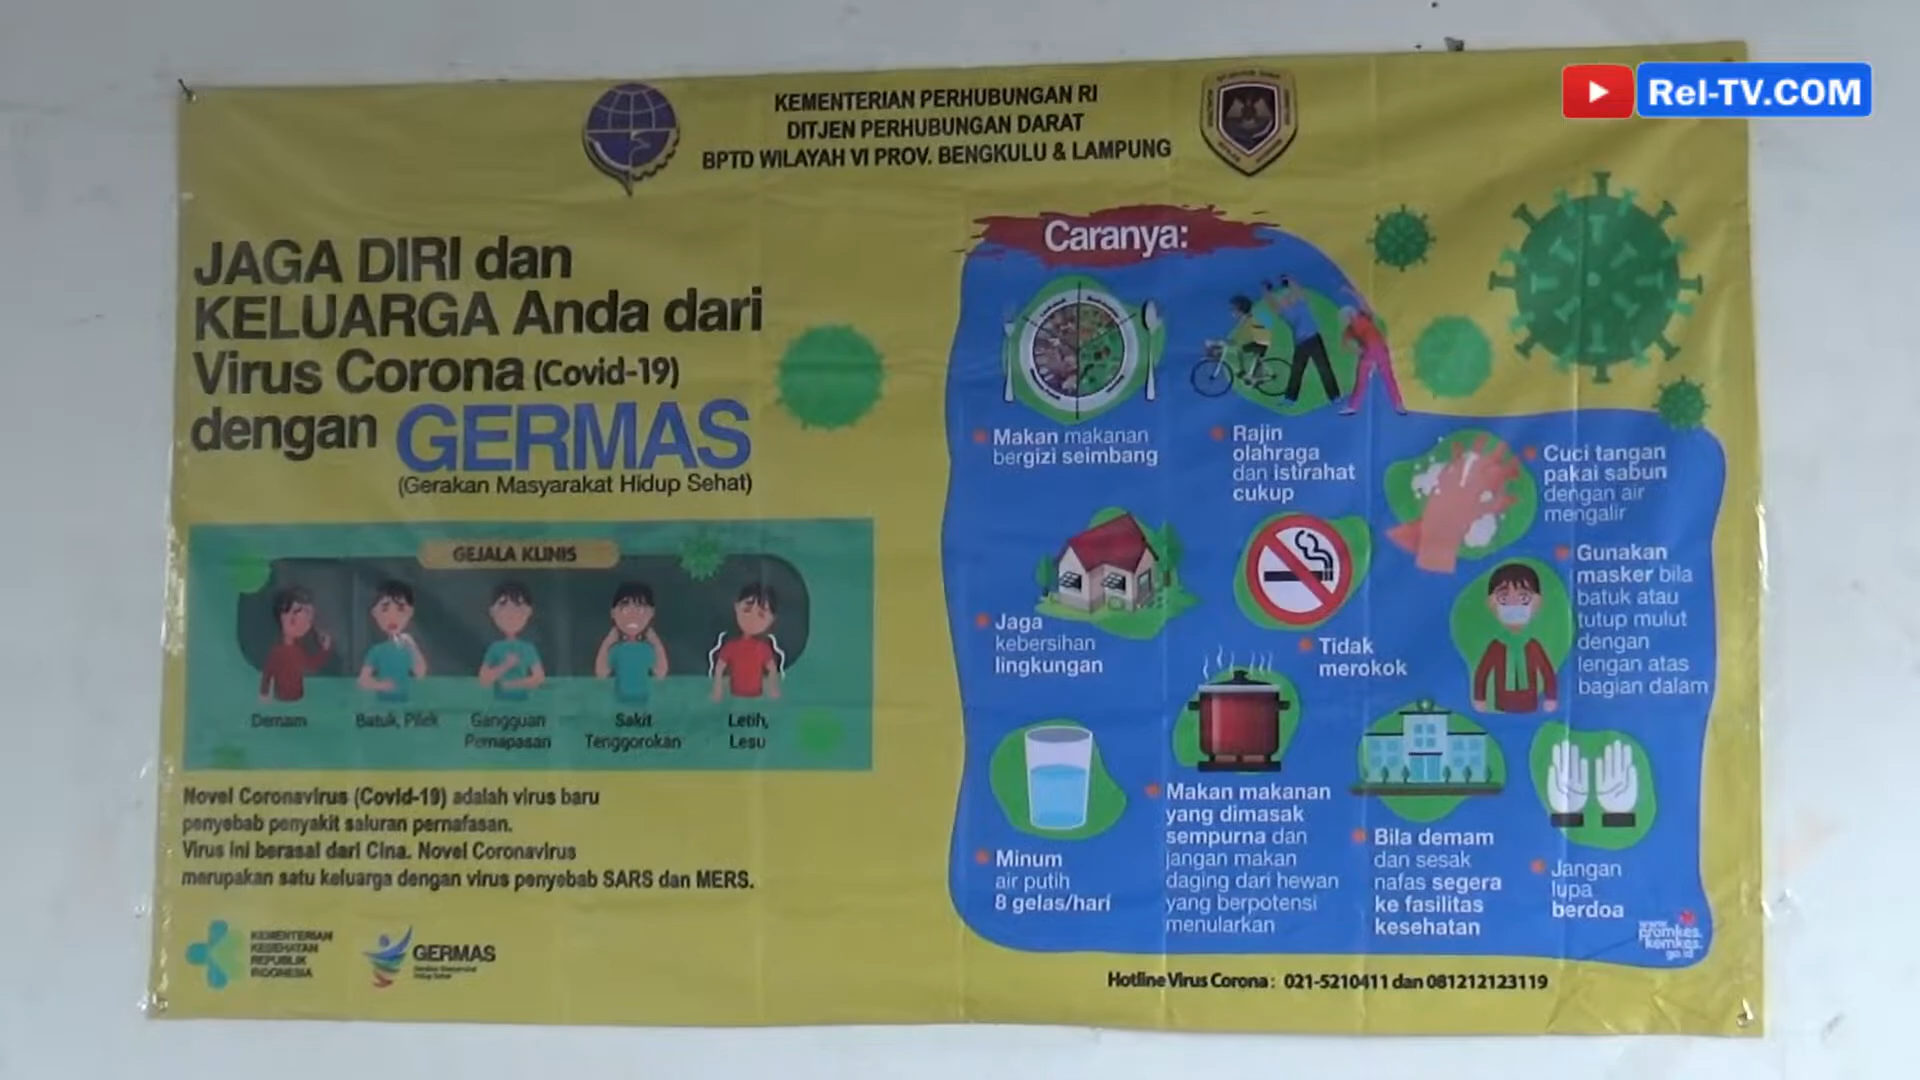 Rel-TV.COM
KEMENTERIAN PERHUBUNGAN RI
DITJEN PERHUBUNGAN DARAT
BPTD WILAYAH VI PROV. BENGKULU & LAMPUNG
JAGA DIRI dan
KELUARGA Anda dari
Virus Corona (Covid-19)
dengan GERMAS
(Gerakan Masyarakat Hidup Sehat)
GEJALA KLINIS
Demam
Batuk, Pilek
Gangguan
Pernapasan
Sakit
Tenggorokan
Letih,
Lesu
Novel Coronavirus (Covid-19) adalah virus baru
penyebab penyakit saluran pernafasan.
Virus ini berasal dari Cina. Novel Coronavirus
merupakan satu keluarga dengan virus penyebab SARS dan MERS.
KEMENTERIAN
KESEHATAN
REPUBLIK
INDONESIA
GERMAS
Gerakan Masyarakat
Hidup Sehat
Caranya:
Makan makanan
bergizi seimbang
Rajin
olahraga
dan istirahat
cukup
Cuci tangan
pakai sabun
dengan air
mengalir
Jaga
kebersihan
lingkungan
Tidak
merokok
Gunakan
masker bila
batuk atau
tutup mulut
dengan
lengan atas
bagian dalam
Minum
air putih
8 gelas/hari
Makan makanan
yang dimasak
sempurna dan
jangan makan
daging dari hewan
yang berpotensi
menularkan
Bila demam
dan sesak
nafas segera
ke fasilitas
kesehatan
Jangan
lupa
berdoa
www.
promkes.
kemkes.
go.id
Hotline Virus Corona : 021-5210411 dan 081212123119